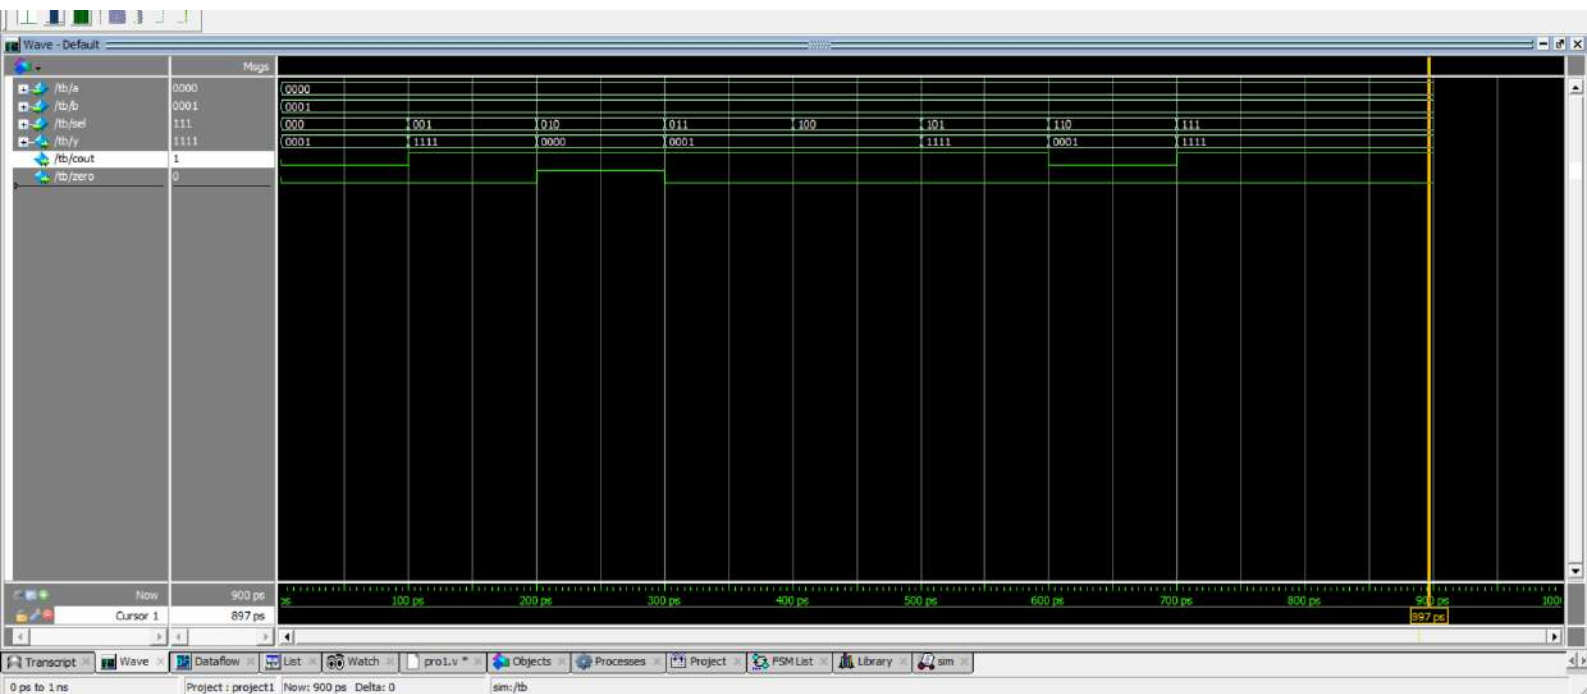 Wave - Default
Msgs
/tb/a 0000 0000
/tb/b 0001 0001
/tb/sel 111 000 001 010 011 100 101 110 111
/tb/y 1111 0001 1111 0000 0001 1111 0001 1111
/tb/cout 1
/tb/zero 0
Now 900 ps ps 100 ps 200 ps 300 ps 400 ps 500 ps 600 ps 700 ps 800 ps 900 ps 1000
Cursor 1 897 ps 897 ps
Transcript Wave Dataflow List Watch pro1.v * Objects Processes Project FSM List Library sim
0 ps to 1 ns Project : project1 Now: 900 ps Delta: 0 sim:/tb